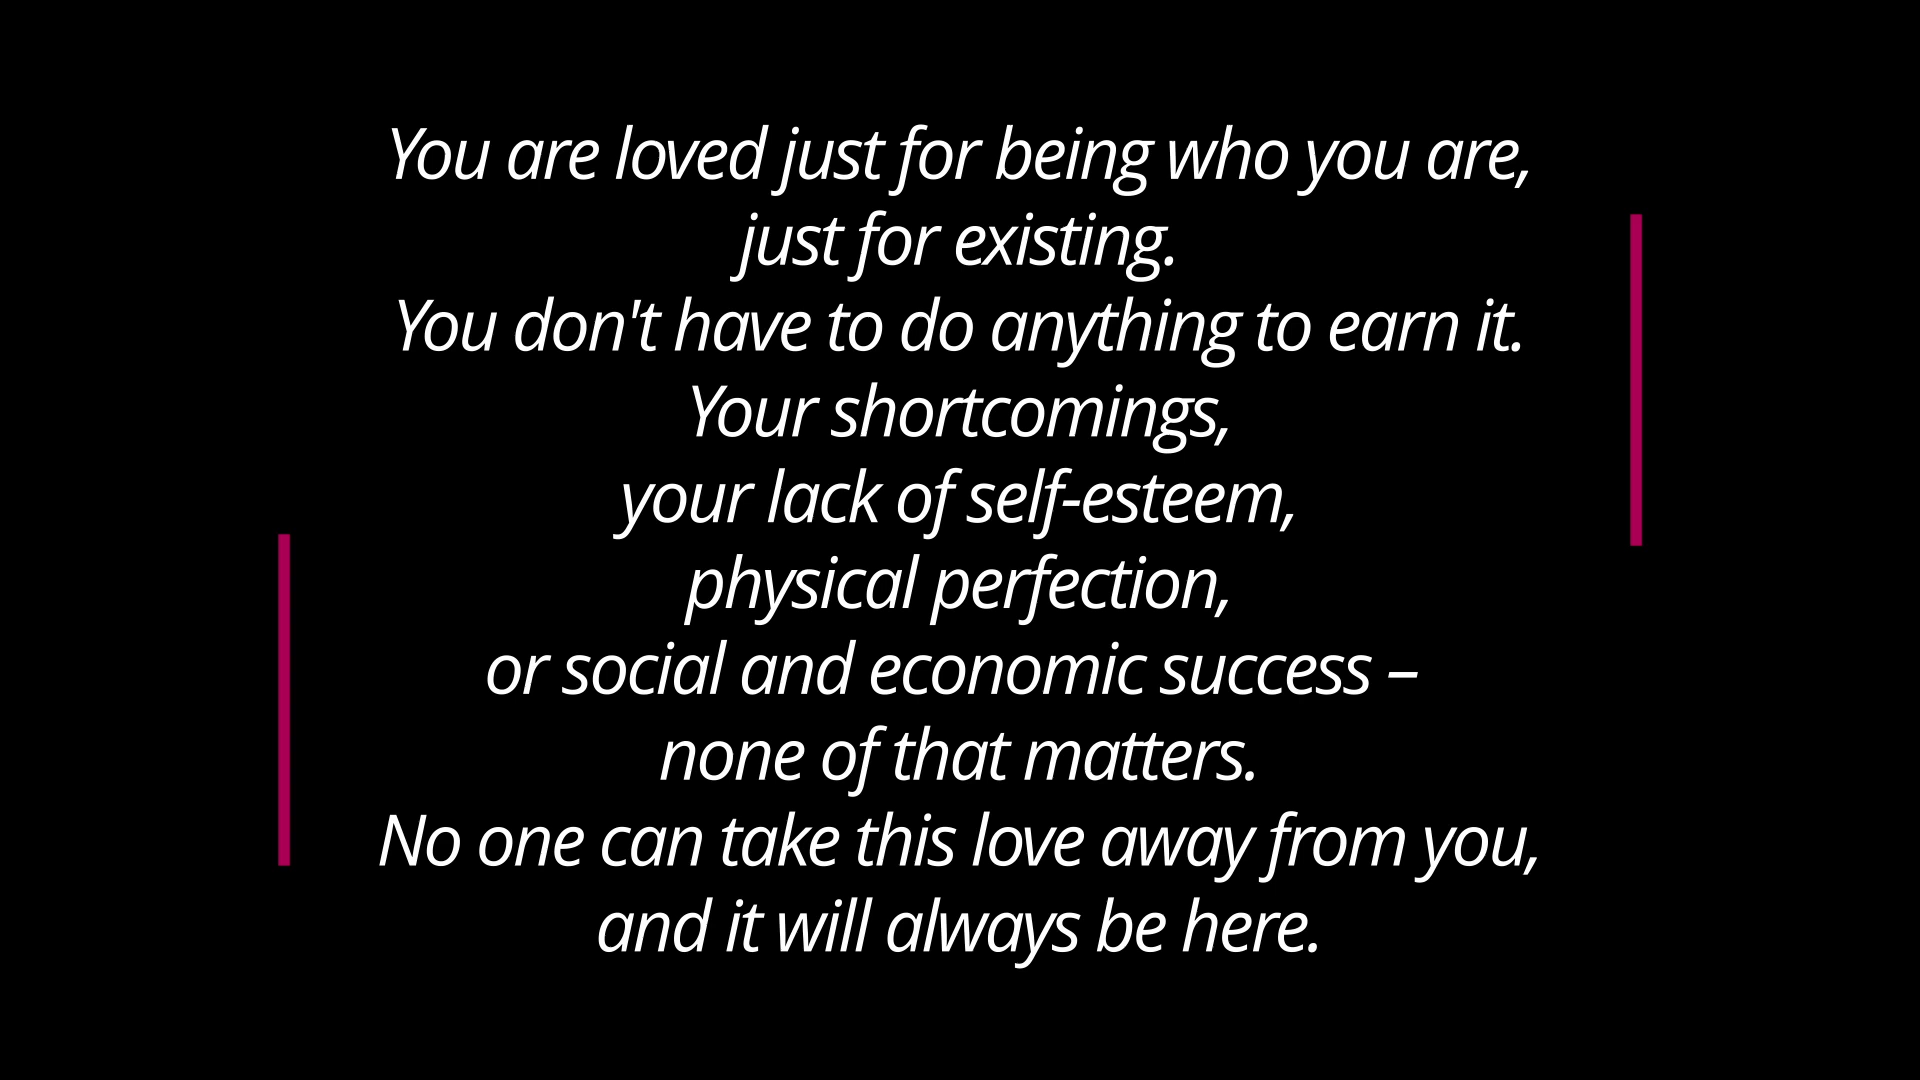 You are loved just for being who you are,
just for existing.
You don't have to do anything to earn it.
Your shortcomings,
your lack of self-esteem,
physical perfection,
or social and economic success –
none of that matters.
No one can take this love away from you,
and it will always be here.